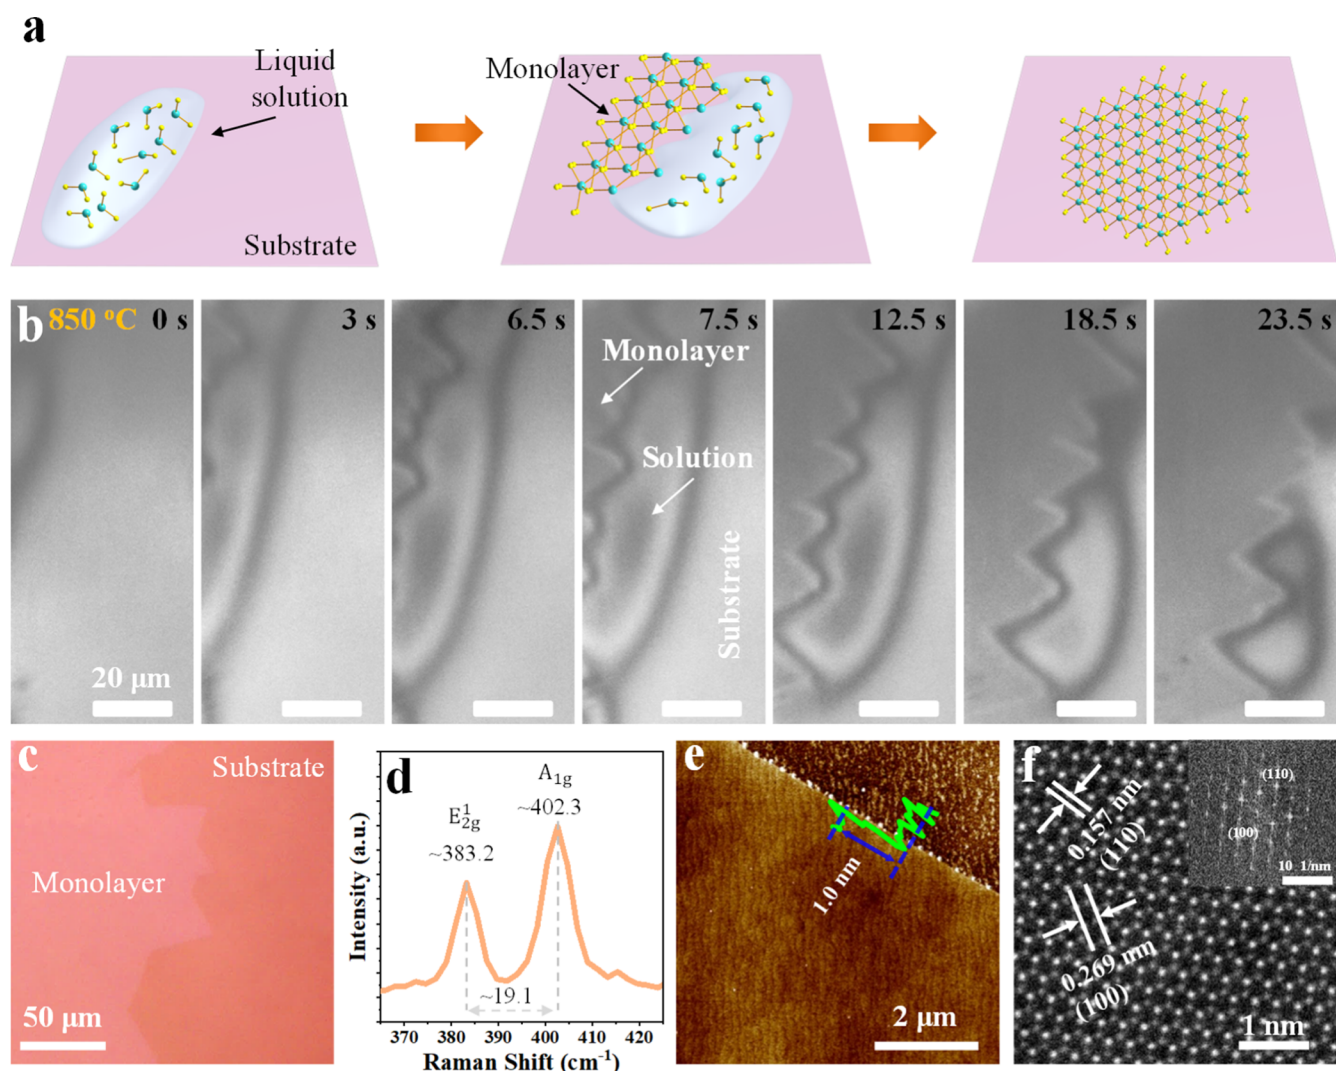 a
Liquid
solution
Substrate
Monolayer
b
850 °C 0 s
3 s
6.5 s
7.5 s
12.5 s
18.5 s
23.5 s
Monolayer
Solution
Substrate
20 μm
c
Substrate
Monolayer
50 μm
d
Intensity (a.u.)
E¹₂g
~383.2
A₁g
~402.3
~19.1
370 380 390 400 410 420
Raman Shift (cm⁻¹)
e
1.0 nm
2 μm
f
0.157 nm
(110)
0.269 nm
(100)
(110)
(100)
10 1/nm
1 nm